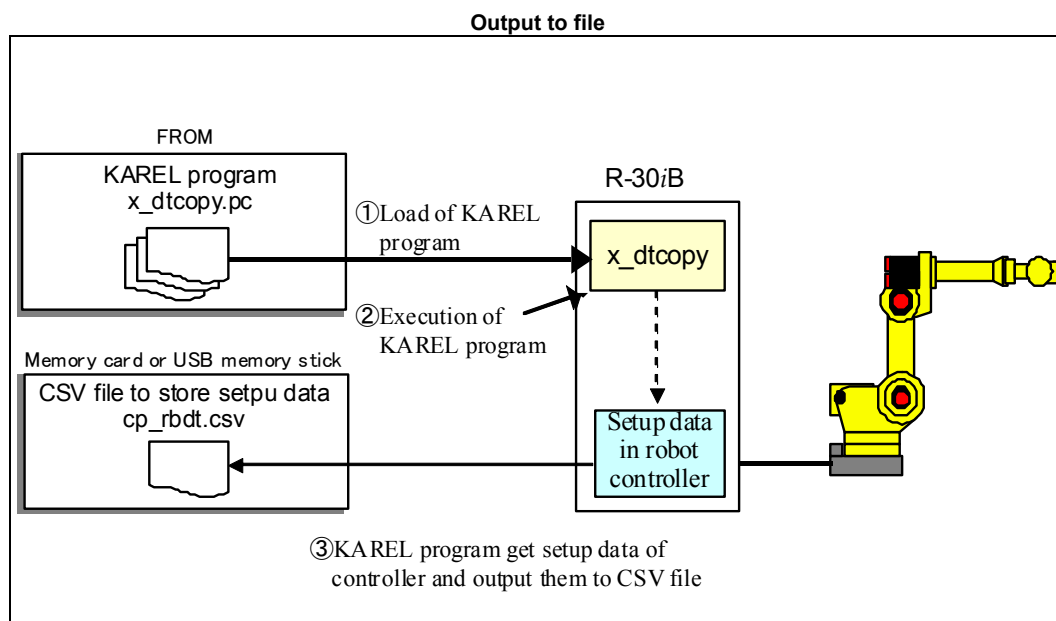 Output to file
FROM
KAREL program
x_dtcopy.pc
R-30iB
①Load of KAREL
program
x_dtcopy
②Execution of
KAREL program
Memory card or USB memory stick
CSV file to store setpu data
cp_rbdt.csv
Setup data
in robot
controller
③KAREL program get setup data of
controller and output them to CSV file